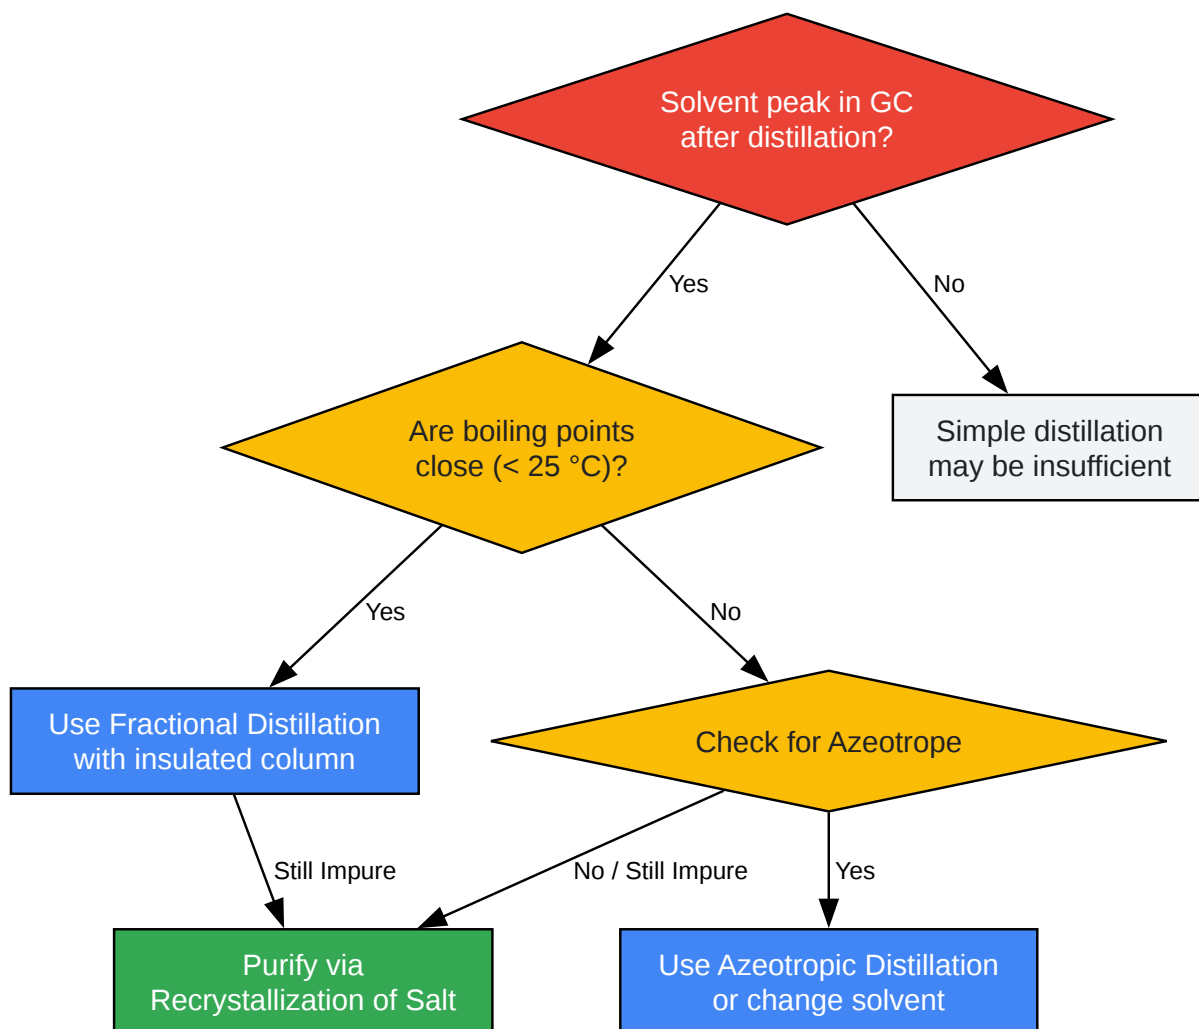 Solvent peak in GC
after distillation?
Yes
No
Are boiling points
close (< 25 °C)?
Simple distillation
may be insufficient
Yes
No
Use Fractional Distillation
with insulated column
Check for Azeotrope
Still Impure
No / Still Impure
Yes
Purify via
Recrystallization of Salt
Use Azeotropic Distillation
or change solvent